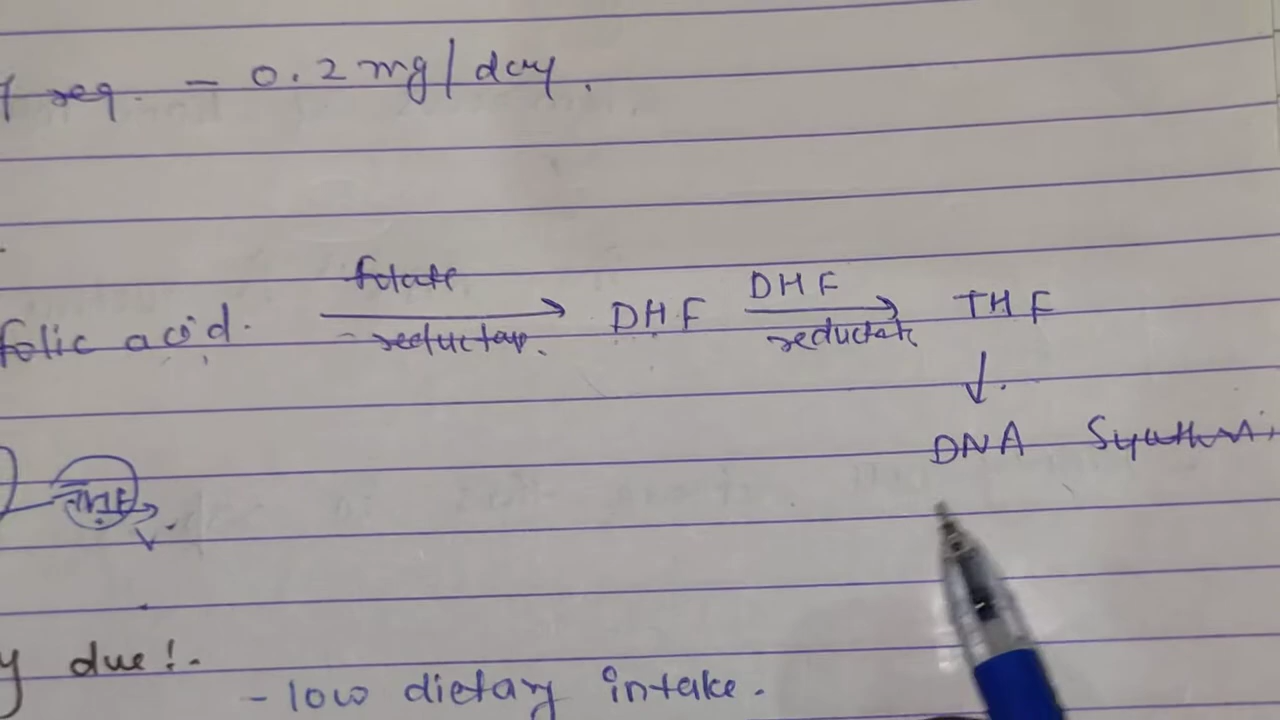 req. - 0.2 mg/day.
folate DHF
folic acid. → DHF → THF
reductase. reductase
↓
DNA Synthesis
y due:-
- low dietary intake.